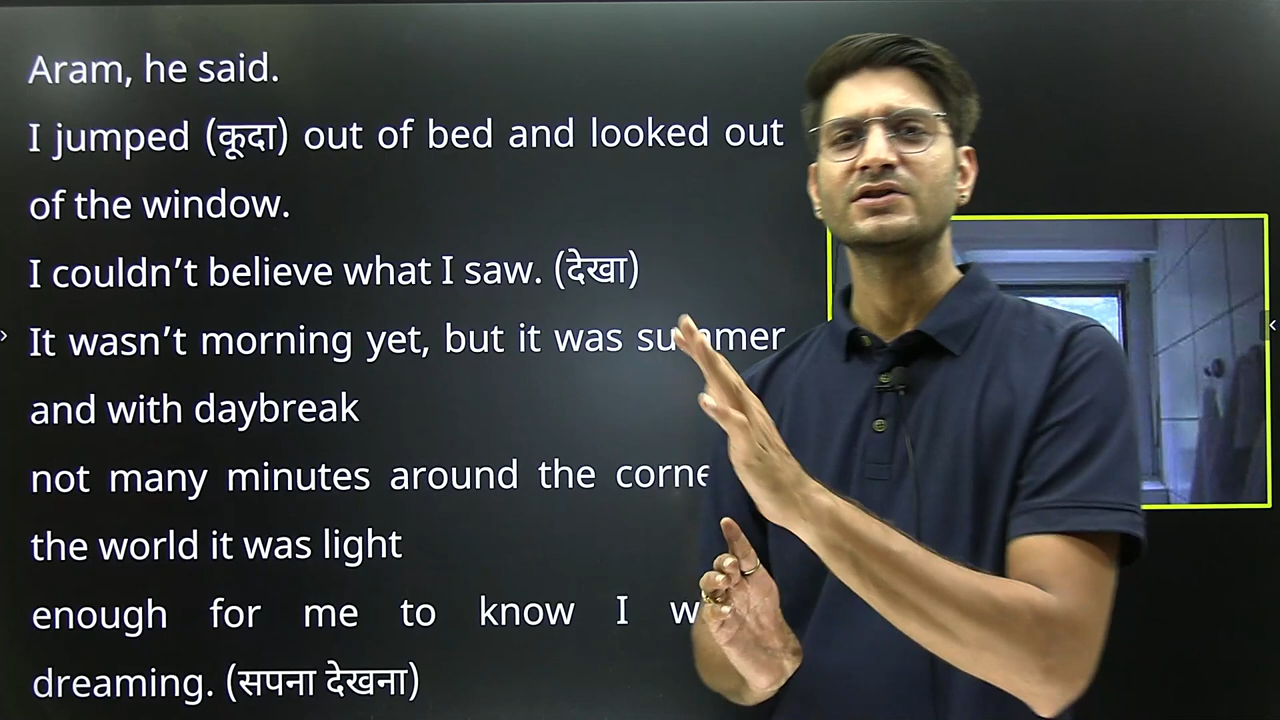 Aram, he said.
I jumped (कूदा) out of bed and looked out
of the window.
I couldn’t believe what I saw. (देखा)
It wasn’t morning yet, but it was summer
and with daybreak
not many minutes around the
the world it was light
enough for me to know I
dreaming. (सपना देखना)